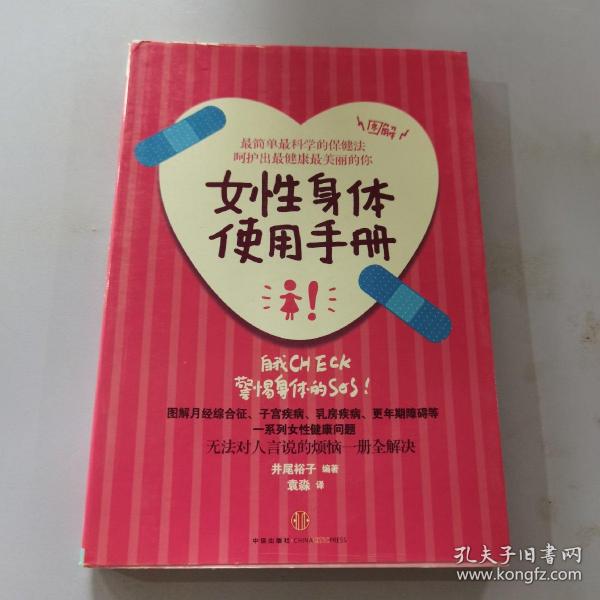 图解
最简单最科学的保健法
呵护出最健康最美丽的你
女性身体
使用手册
!
自我CHECK
警惕身体的SOS!
图解月经综合征、子宫疾病、乳房疾病、更年期障碍等
一系列女性健康问题
无法对人言说的烦恼一册全解决
井尾裕子 编著
袁淼 译
中信出版社·CHINA CITIC PRESS
孔夫子旧书网
www.kongfz.com